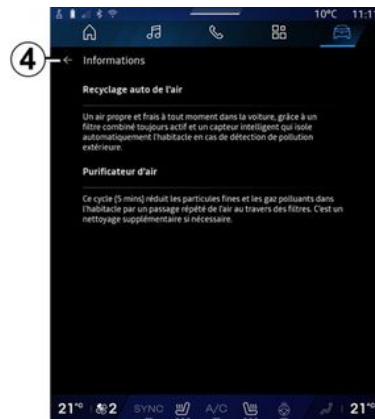 10°C 11:11
4
← Informations
Recyclage auto de l'air
Un air propre et frais à tout moment dans la voiture, grâce à un
filtre combiné toujours actif et un capteur intelligent qui isole
automatiquement l'habitacle en cas de détection de pollution
extérieure.
Purificateur d'air
Ce cycle (5 mins) réduit les particules fines et les gaz polluants dans
l'habitacle par un passage répété de l'air au travers des filtres. C'est un
nettoyage supplémentaire si nécessaire.
21°C 2 SYNC A/C 21°C